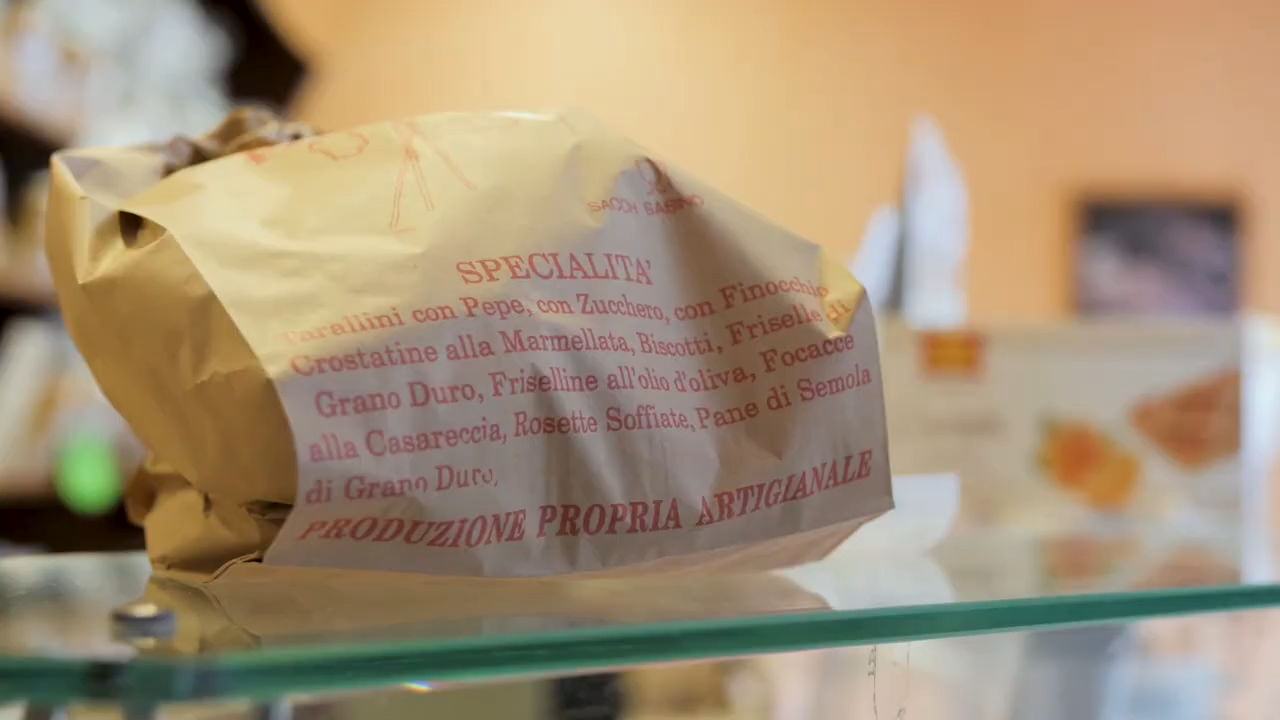 SPECIALITA'
Tarallini con Pepe, con Zucchero, con Finocchio
Crostatine alla Marmellata, Biscotti, Friselle di
Grano Duro, Friselline all'olio d'oliva, Focacce
alla Casareccia, Rosette Soffiate, Pane di Semola
di Grano Duro,
PRODUZIONE PROPRIA ARTIGIANALE